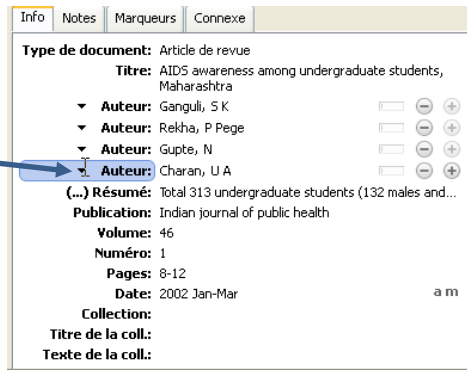 Info Notes Marqueurs Connexe
Type de document: Article de revue
Titre: AIDS awareness among undergraduate students,
Maharashtra
Auteur: Ganguli, S K
Auteur: Rekha, P Pege
Auteur: Gupte, N
Auteur: Charan, U A
(...) Résumé: Total 313 undergraduate students (132 males and...
Publication: Indian journal of public health
Volume: 46
Numéro: 1
Pages: 8-12
Date: 2002 Jan-Mar a m
Collection:
Titre de la coll.:
Texte de la coll.: